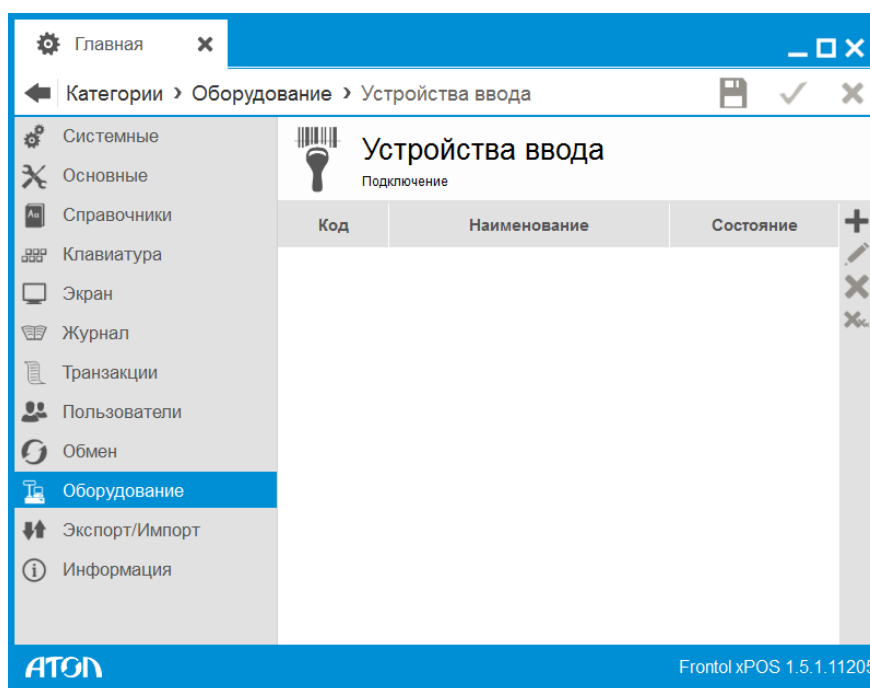 Главная
Категории › Оборудование › Устройства ввода
Системные
Основные
Справочники
Клавиатура
Экран
Журнал
Транзакции
Пользователи
Обмен
Оборудование
Экспорт/Импорт
Информация
Устройства ввода
Подключение
Код Наименование Состояние
АТОЛ Frontol xPOS 1.5.1.11205